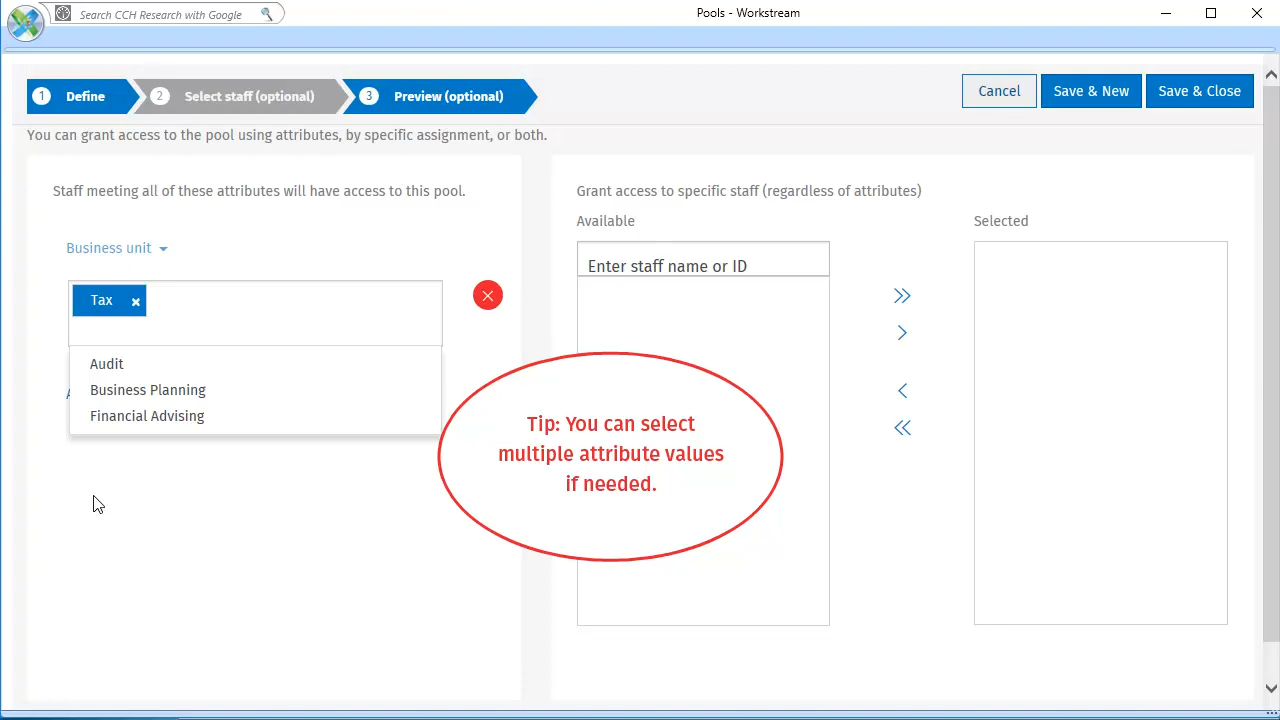 Search CCH Research with Google
Pools - Workstream
1 Define
2 Select staff (optional)
3 Preview (optional)
Cancel
Save & New
Save & Close
You can grant access to the pool using attributes, by specific assignment, or both.
Staff meeting all of these attributes will have access to this pool.
Business unit
Tax
Audit
Business Planning
Financial Advising
Grant access to specific staff (regardless of attributes)
Available
Selected
Enter staff name or ID
Tip: You can select
multiple attribute values
if needed.